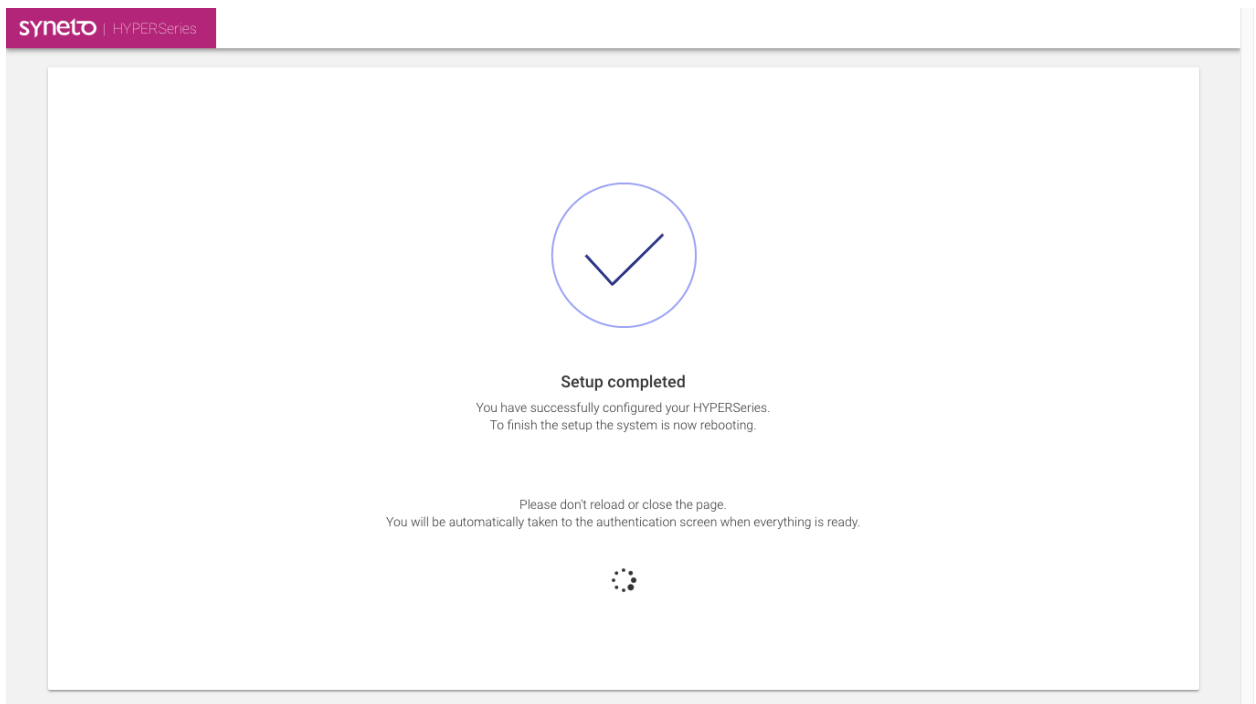 syneto | HYPERSeries
Setup completed
You have successfully configured your HYPERSeries.
To finish the setup the system is now rebooting.
Please don't reload or close the page.
You will be automatically taken to the authentication screen when everything is ready.